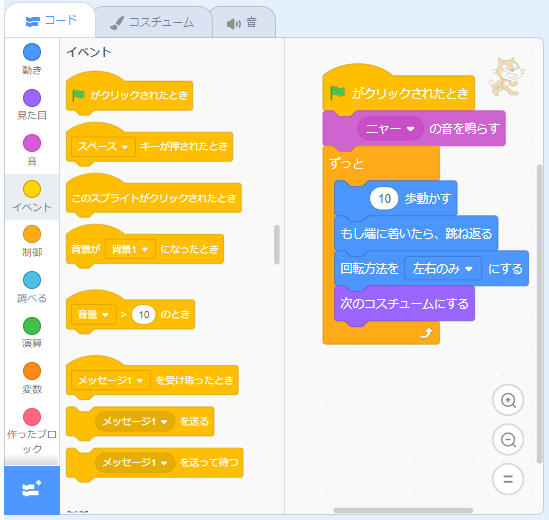 コード
コスチューム
音
動き
見た目
音
イベント
制御
調べる
演算
変数
作ったブロック
イベント
がクリックされたとき
スペース キーが押されたとき
このスプライトがクリックされたとき
背景が 背景1 になったとき
音量 > 10 のとき
メッセージ1 を受け取ったとき
メッセージ1 を送る
メッセージ1 を送って待つ
がクリックされたとき
ニャー の音を鳴らす
ずっと
10 歩動かす
もし端に着いたら、跳ね返る
回転方法を 左右のみ にする
次のコスチュームにする